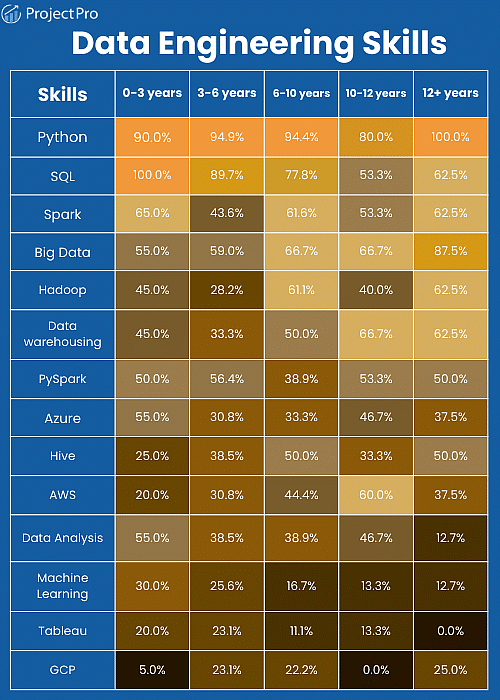 ProjectPro
Data Engineering Skills
Skills 0-3 years 3-6 years 6-10 years 10-12 years 12+ years
Python 90.0% 94.9% 94.4% 80.0% 100.0%
SQL 100.0% 89.7% 77.8% 53.3% 62.5%
Spark 65.0% 43.6% 61.6% 53.3% 62.5%
Big Data 55.0% 59.0% 66.7% 66.7% 87.5%
Hadoop 45.0% 28.2% 61.1% 40.0% 62.5%
Data
warehousing 45.0% 33.3% 50.0% 66.7% 62.5%
PySpark 50.0% 56.4% 38.9% 53.3% 50.0%
Azure 55.0% 30.8% 33.3% 46.7% 37.5%
Hive 25.0% 38.5% 50.0% 33.3% 50.0%
AWS 20.0% 30.8% 44.4% 60.0% 37.5%
Data Analysis 55.0% 38.5% 38.9% 46.7% 12.7%
Machine
Learning 30.0% 25.6% 16.7% 13.3% 12.7%
Tableau 20.0% 23.1% 11.1% 13.3% 0.0%
GCP 5.0% 23.1% 22.2% 0.0% 25.0%